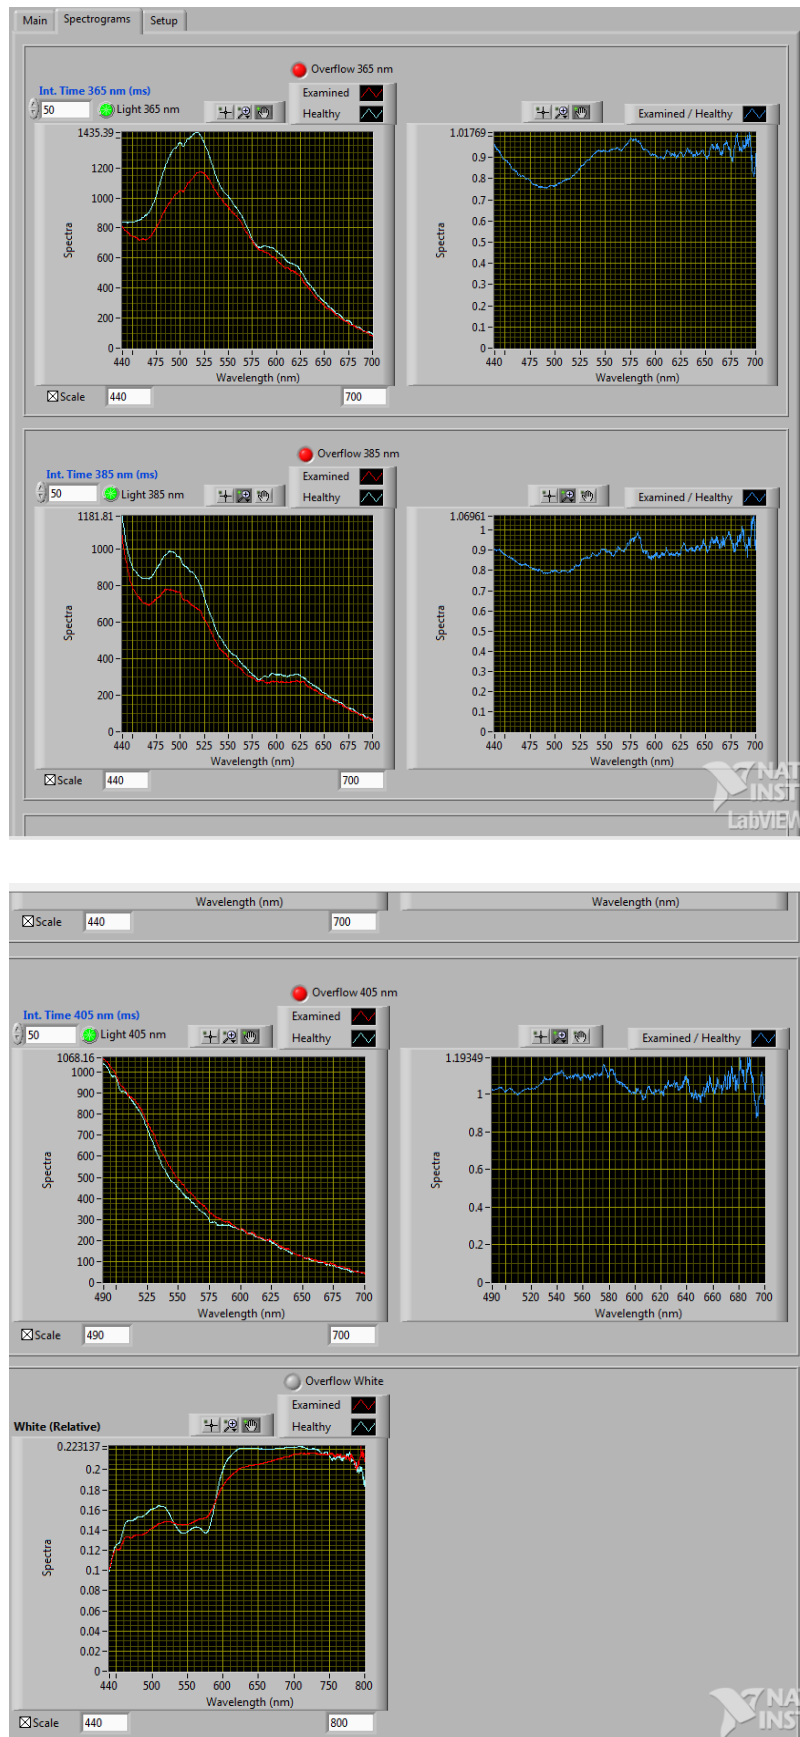 Main Spectrograms Setup
Overflow 365 nm
Int. Time 365 nm (ms)
50 Light 365 nm
Examined
Healthy
Examined / Healthy
1435.39
1200
1000
800
600
400
200
0
Spectra
440 475 500 525 550 575 600 625 650 675 700
Wavelength (nm)
Scale 440 700
1.01769
0.9
0.8
0.7
0.6
0.5
0.4
0.3
0.2
0.1
0
Spectra
440 475 500 525 550 575 600 625 650 675 700
Wavelength (nm)
Overflow 385 nm
Int. Time 385 nm (ms)
50 Light 385 nm
Examined
Healthy
Examined / Healthy
1181.81
1000
800
600
400
200
0
Spectra
440 475 500 525 550 575 600 625 650 675 700
Wavelength (nm)
Scale 440 700
1.06961
1
0.9
0.8
0.7
0.6
0.5
0.4
0.3
0.2
0.1
0
Spectra
440 475 500 525 550 575 600 625 650 675 700
Wavelength (nm)
NAT
INST
LabVIEW
Wavelength (nm) Wavelength (nm)
Scale 440 700
Overflow 405 nm
Int. Time 405 nm (ms)
50 Light 405 nm
Examined
Healthy
Examined / Healthy
1068.16
1000
900
800
700
600
500
400
300
200
100
0
Spectra
490 525 550 575 600 625 650 675 700
Wavelength (nm)
Scale 490 700
1.19349
1
0.8
0.6
0.4
0.2
0
Spectra
490 520 540 560 580 600 620 640 660 680 700
Wavelength (nm)
Overflow White
Examined
White (Relative) Healthy
0.223137
0.2
0.18
0.16
0.14
0.12
0.1
0.08
0.06
0.04
0.02
0
Spectra
440 500 550 600 650 700 750 800
Wavelength (nm)
Scale 440 800
NA
INS